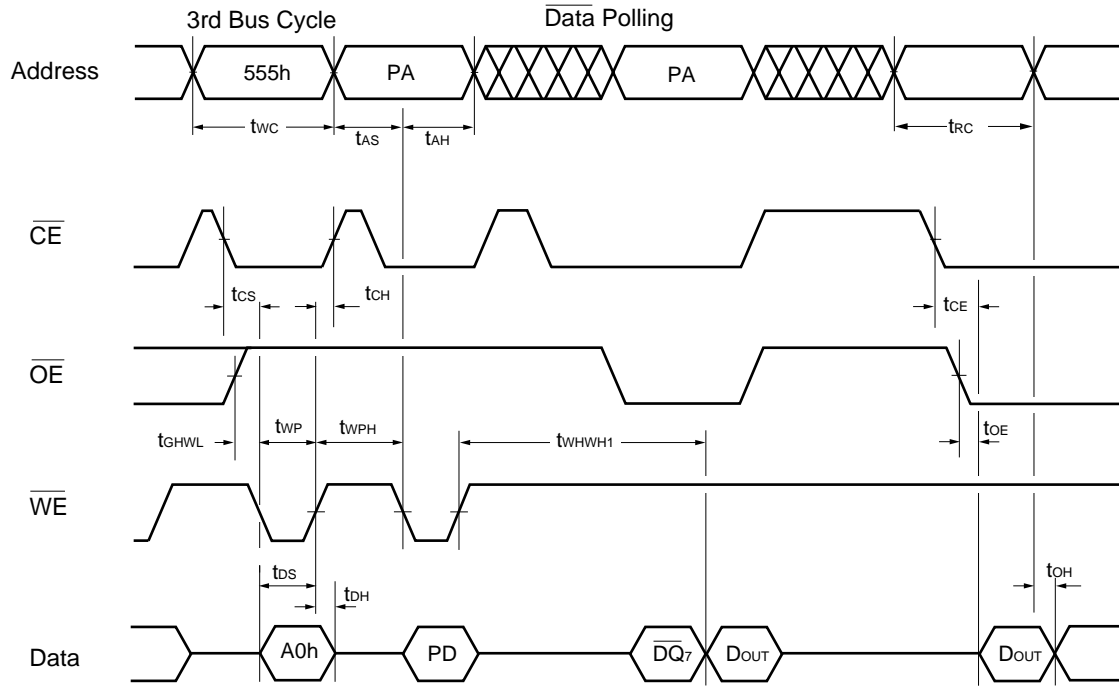 3rd Bus Cycle Data Polling
Address 555h PA PA
tWC tAS tAH tRC
CE
tCS tCH tCE
OE
tGHWL tWP tWPH tWHWH1 tOE
WE
tDS tDH tOH
Data A0h PD DQ7 DOUT DOUT